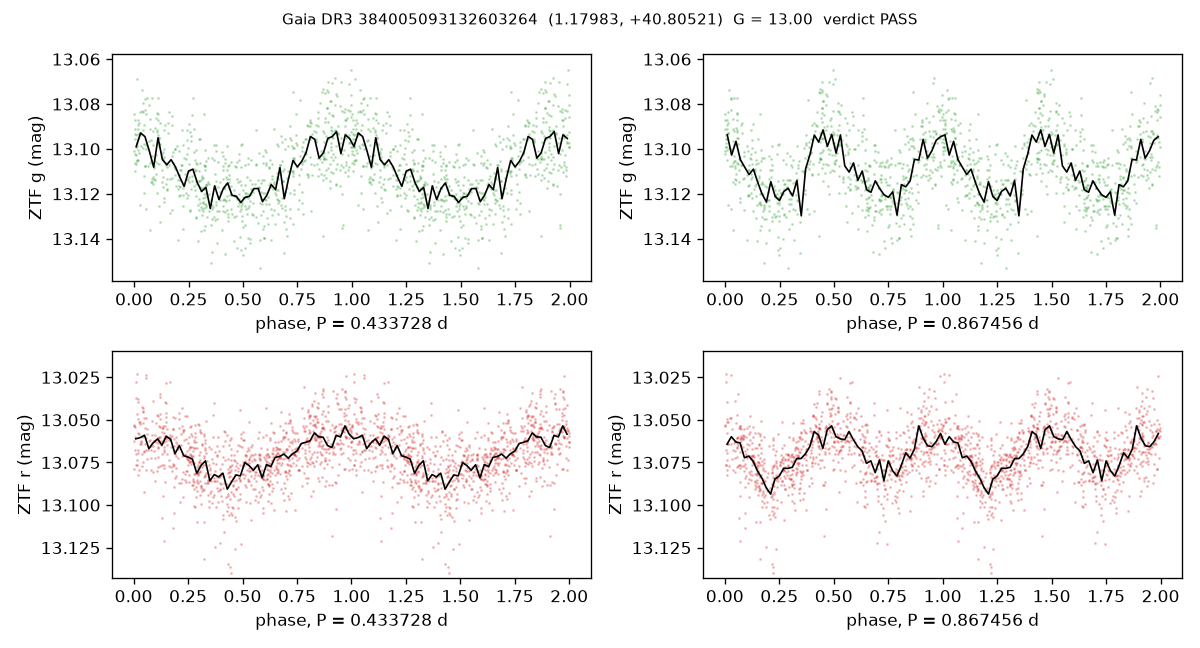 Gaia DR3 384005093132603264  (1.17983, +40.80521)  G = 13.00  verdict PASS
ZTF g (mag)
13.06
13.08
13.10
13.12
13.14
0.00 0.25 0.50 0.75 1.00 1.25 1.50 1.75 2.00
phase, P = 0.433728 d
ZTF g (mag)
13.06
13.08
13.10
13.12
13.14
0.00 0.25 0.50 0.75 1.00 1.25 1.50 1.75 2.00
phase, P = 0.867456 d
ZTF r (mag)
13.025
13.050
13.075
13.100
13.125
0.00 0.25 0.50 0.75 1.00 1.25 1.50 1.75 2.00
phase, P = 0.433728 d
ZTF r (mag)
13.025
13.050
13.075
13.100
13.125
0.00 0.25 0.50 0.75 1.00 1.25 1.50 1.75 2.00
phase, P = 0.867456 d